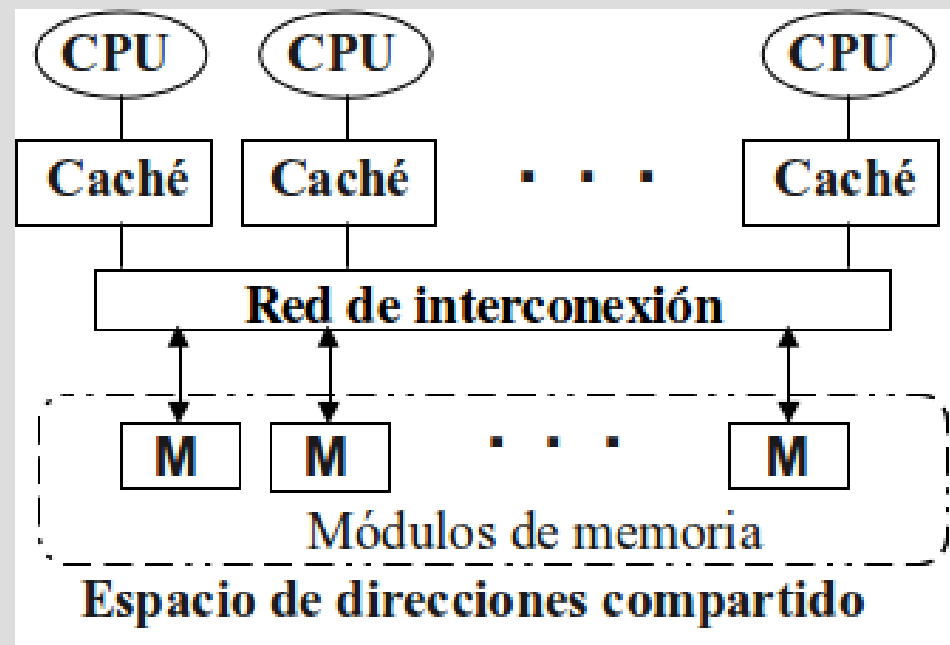 CPU CPU CPU
Caché Caché . . . Caché
Red de interconexión
M M . . . M
Módulos de memoria
Espacio de direcciones compartido